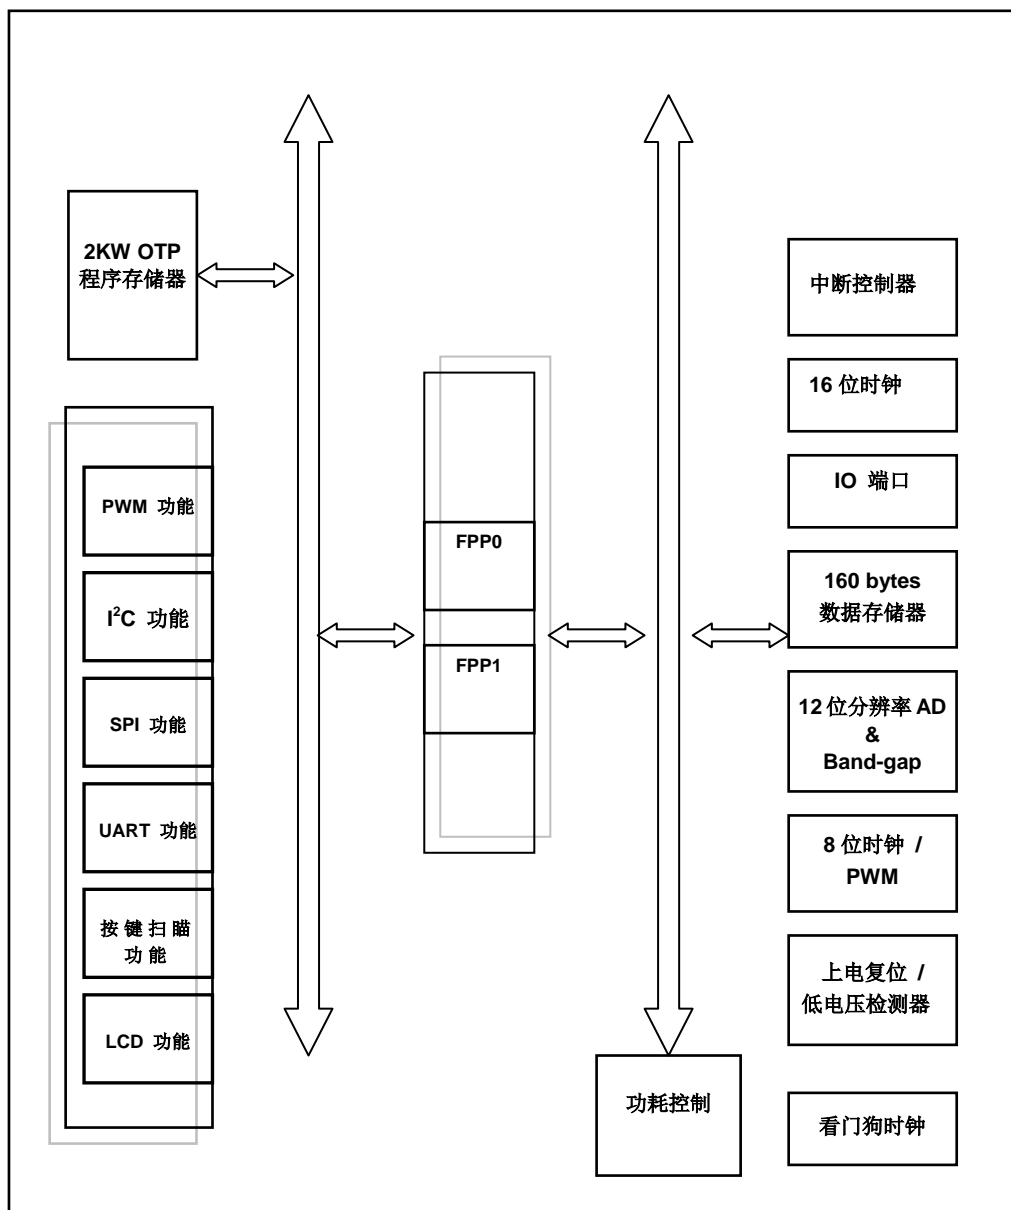 2KW OTP
程序存储器
PWM 功能
I²C 功能
SPI 功能
UART 功能
按键扫瞄
功能
LCD 功能
FPP0
FPP1
功耗控制
中断控制器
16 位时钟
IO 端口
160 bytes
数据存储器
12 位分辨率 AD
&
Band-gap
8 位时钟 /
PWM
上电复位 /
低电压检测器
看门狗时钟